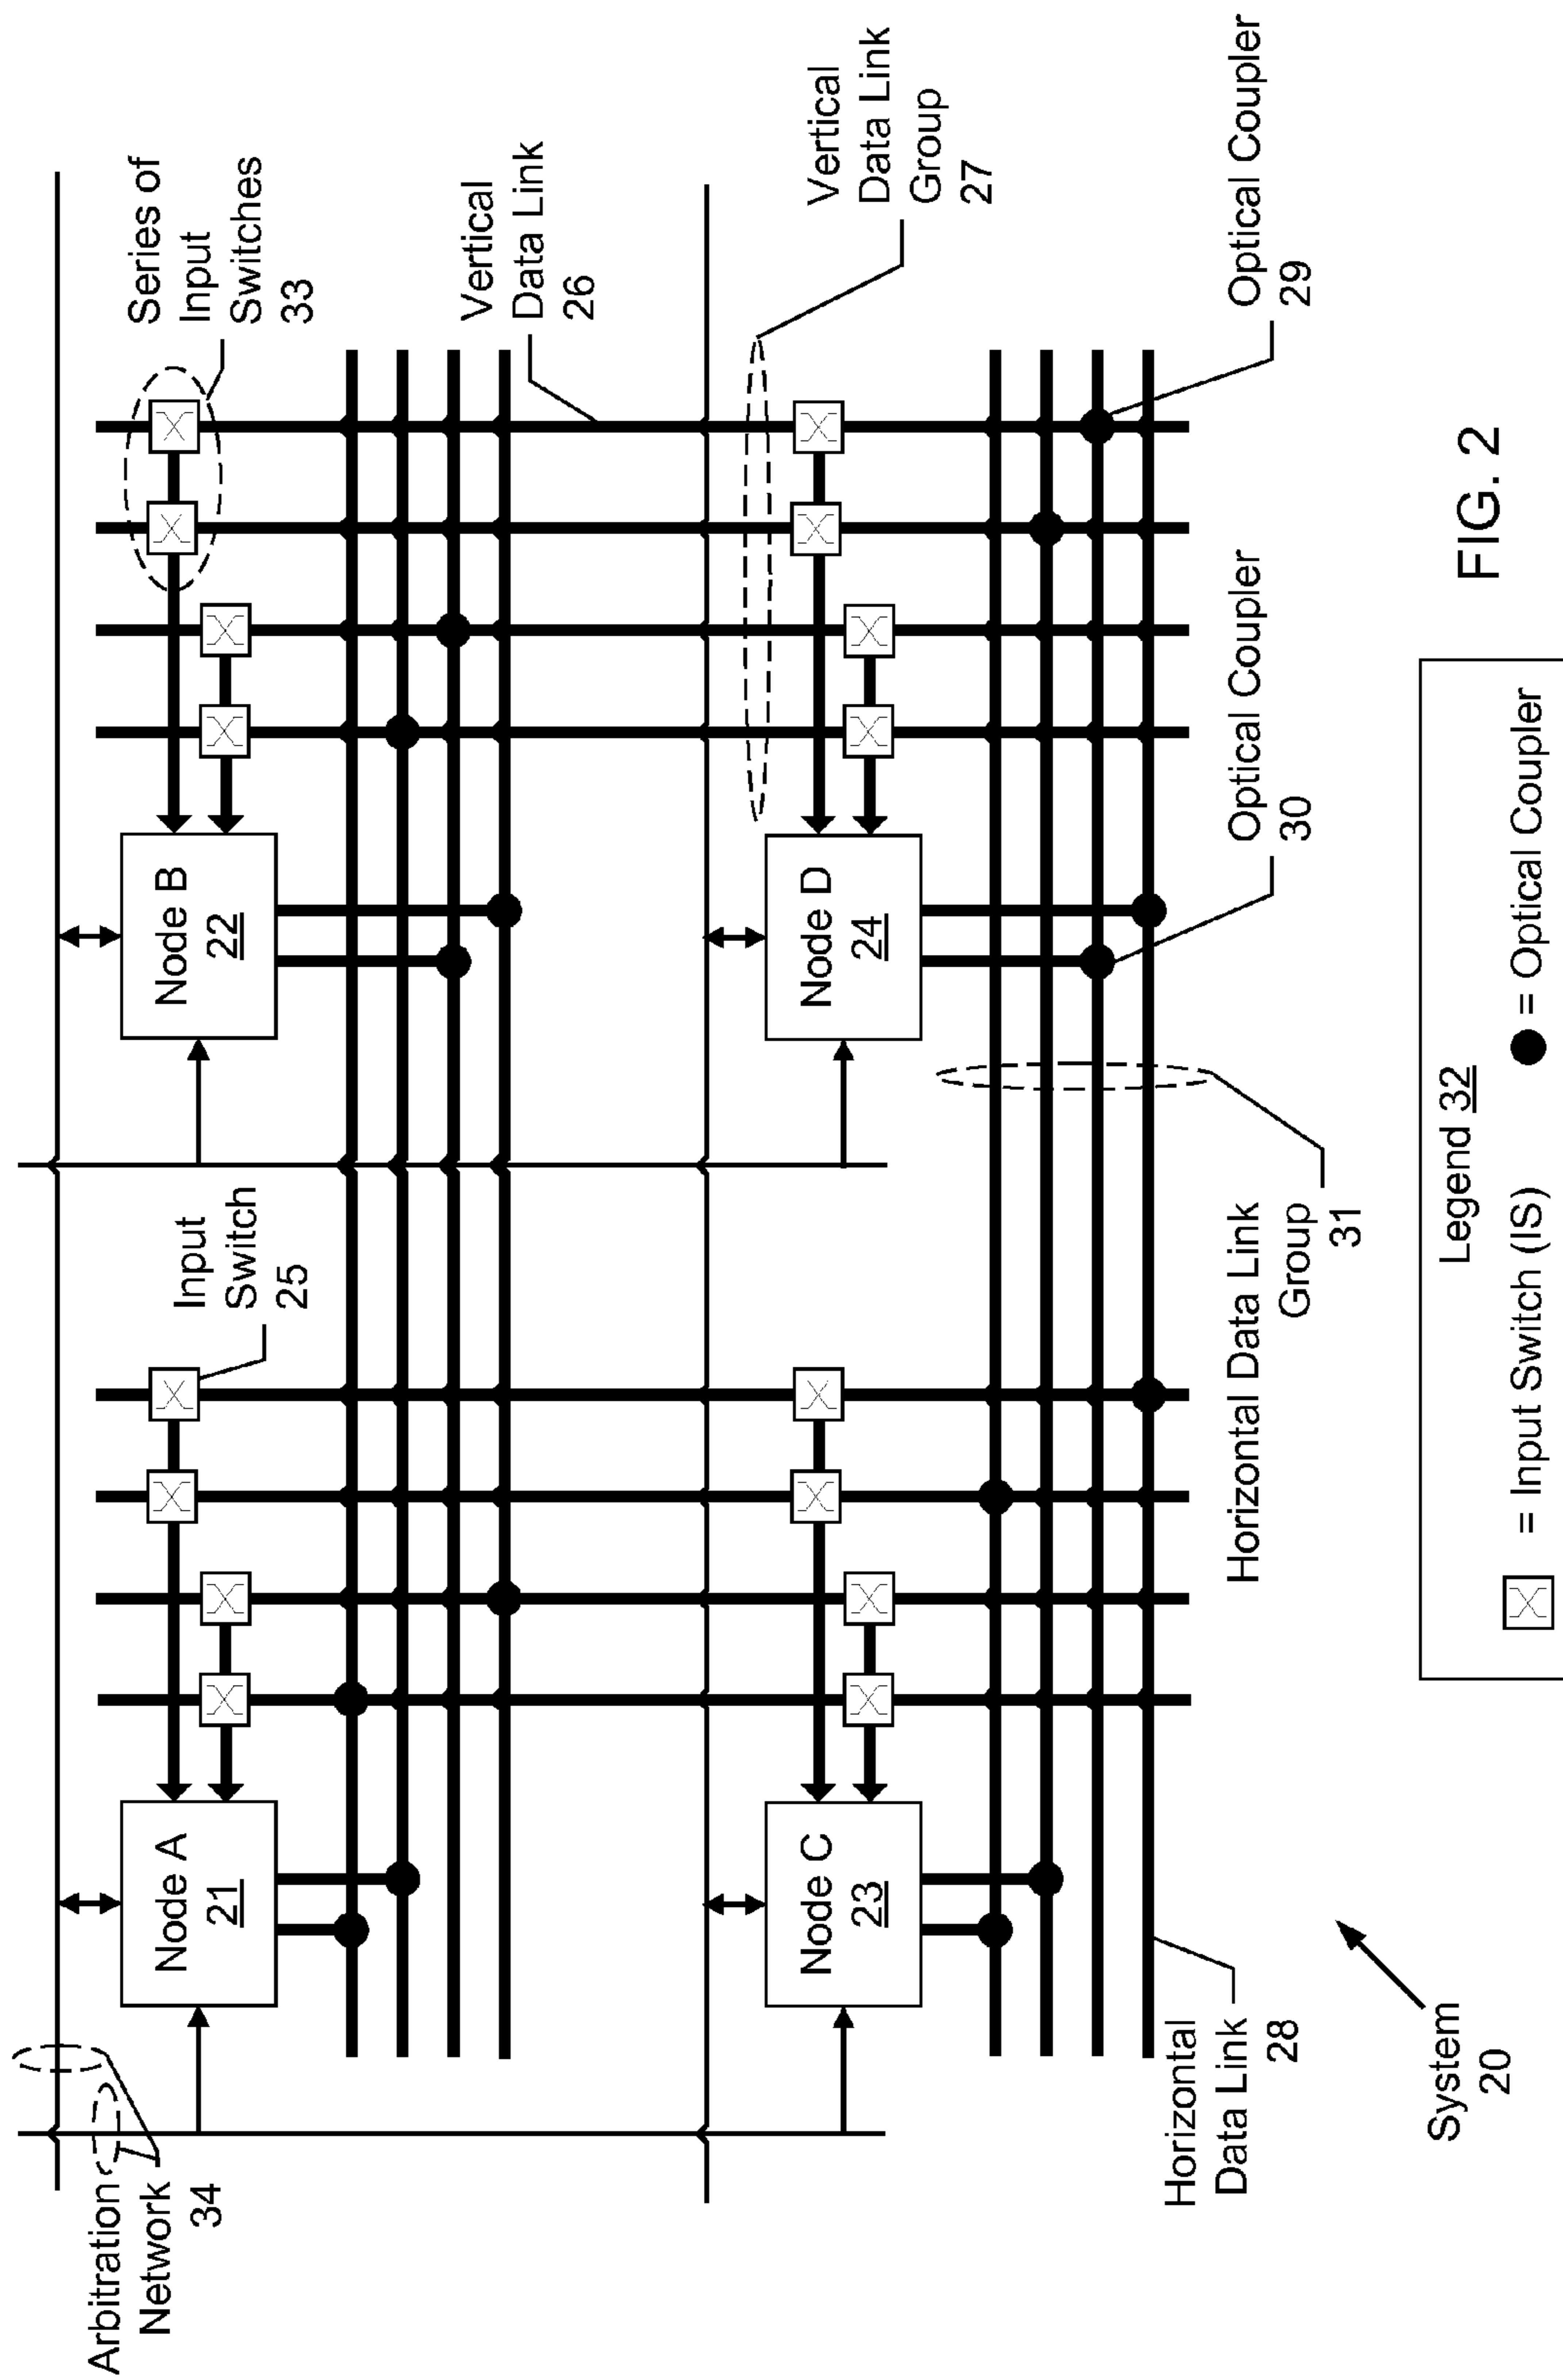 Arbitration
Network
34
Node A
21
Input
Switch
25
Node B
22
Series of
Input
Switches
33
Vertical
Data Link
26
Node C
23
Node D
24
Vertical
Data Link
Group
27
Horizontal
Data Link
28
Horizontal Data Link
Group
31
Optical Coupler
30
Optical Coupler
29
System
20
Legend 32
= Input Switch (IS)
= Optical Coupler
FIG. 2